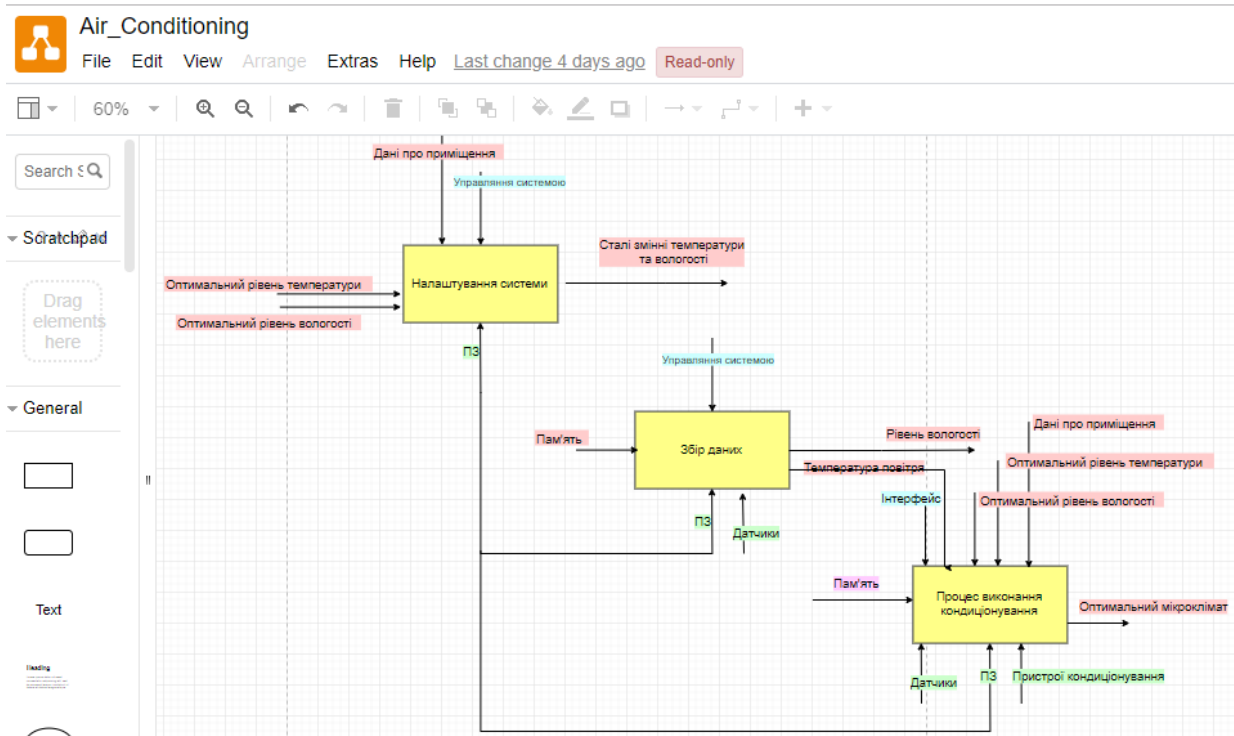 Air_Conditioning
File Edit View Arrange Extras Help Last change 4 days ago Read-only
60%
Search S
Scratchpad
Drag
elements
here
General
Text
Heading
Дані про приміщення
Управляння системою
Налаштування системи
Сталі змінні температури
та вологості
Оптимальний рівень температури
Оптимальний рівень вологості
ПЗ
Управляння системою
Пам'ять
Збір даних
Рівень вологості
Температура повітря
ПЗ
Датчики
Дані про приміщення
Оптимальний рівень температури
Інтерфейс
Оптимальний рівень вологості
Пам'ять
Процес виконання
кондиціонування
Оптимальний мікроклімат
Датчики
ПЗ
Пристрої кондиціонування